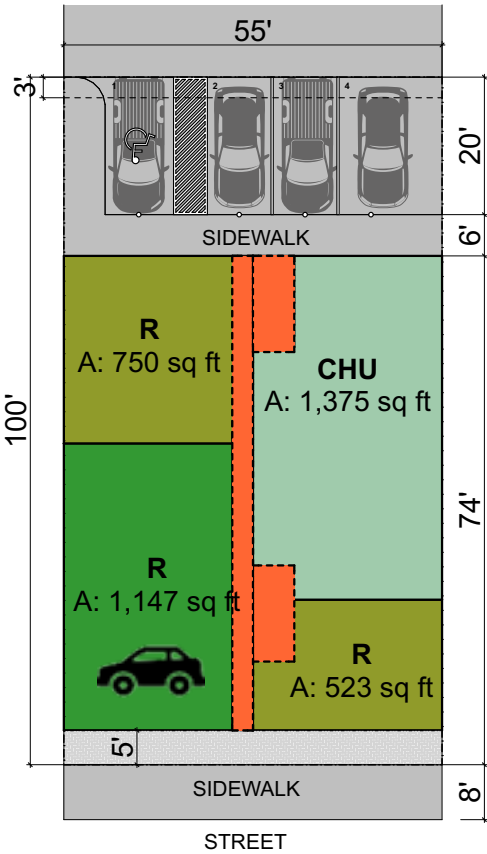 55'
3'
1
2
3
4
20'
SIDEWALK
6'
R
A: 750 sq ft
CHU
A: 1,375 sq ft
100'
74'
R
A: 1,147 sq ft
R
A: 523 sq ft
5'
SIDEWALK
8'
STREET